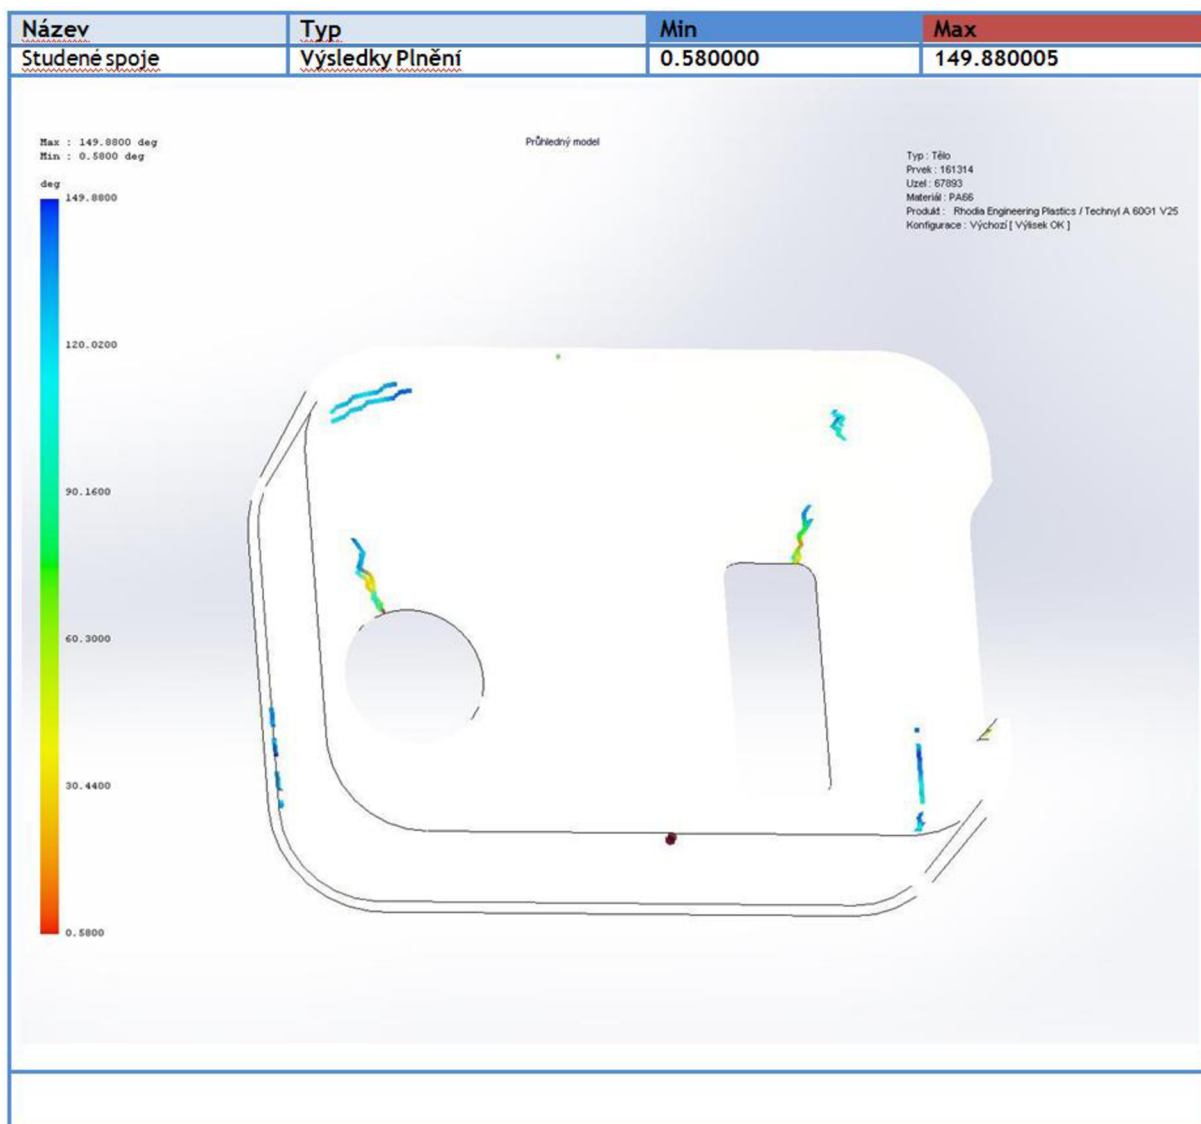 Název Typ Min Max
Studené spoje Výsledky Plnění 0.580000 149.880005
Max : 149.8800 deg
Min : 0.5800 deg
Průhledný model
Typ : Tělo
Prvek : 161314
Uzel : 67893
Materiál : PA66
Produkt : Rhodia Engineering Plastics / Technyl A 60G1 V25
Konfigurace : Výchozí [ Výlisek OK ]
deg
149.8800
120.0200
90.1600
60.3000
30.4400
0.5800